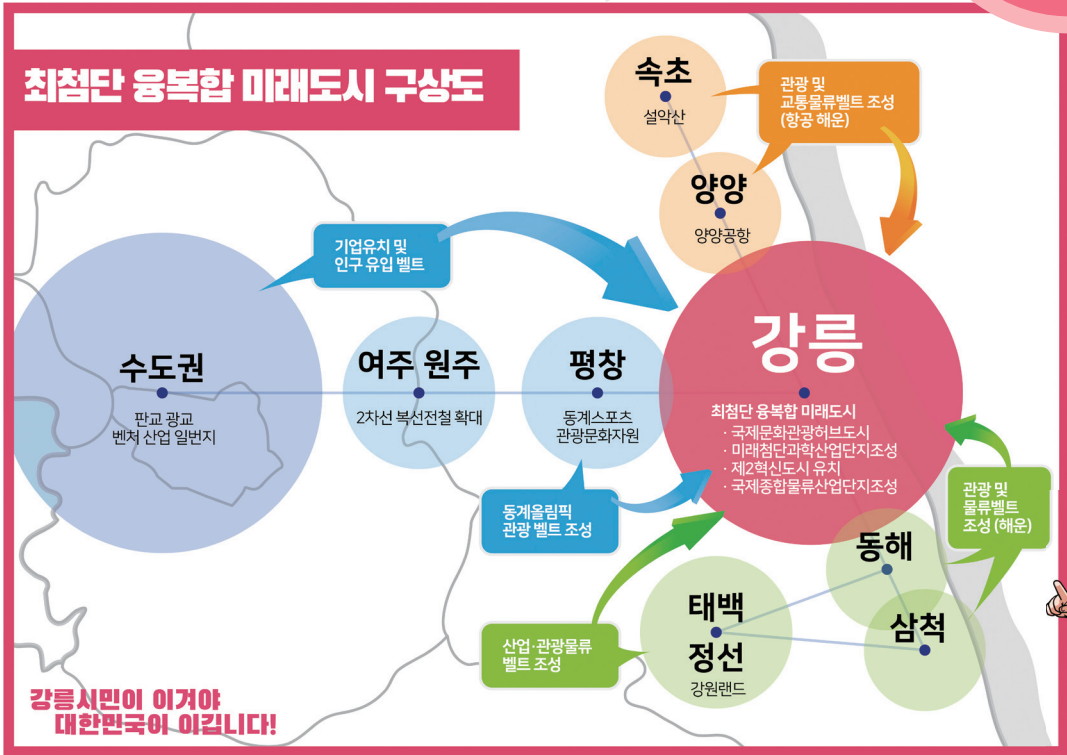 최첨단 융복합 미래도시 구상도
속초
설악산
관광 및
교통물류벨트 조성
(항공 해운)
양양
양양공항
기업유치 및
인구 유입 벨트
수도권
판교 광교
벤처 산업 일번지
여주 원주
2차선 복선전철 확대
평창
동계스포츠
관광문화자원
강릉
최첨단 융복합 미래도시
· 국제문화관광허브도시
· 미래첨단과학산업단지조성
· 제2혁신도시 유치
· 국제종합물류산업단지조성
동계올림픽
관광 벨트 조성
관광 및
물류벨트
조성 (해운)
동해
삼척
태백
정선
강원랜드
산업·관광물류
벨트 조성
강릉시민이 이겨야
대한민국이 이깁니다!